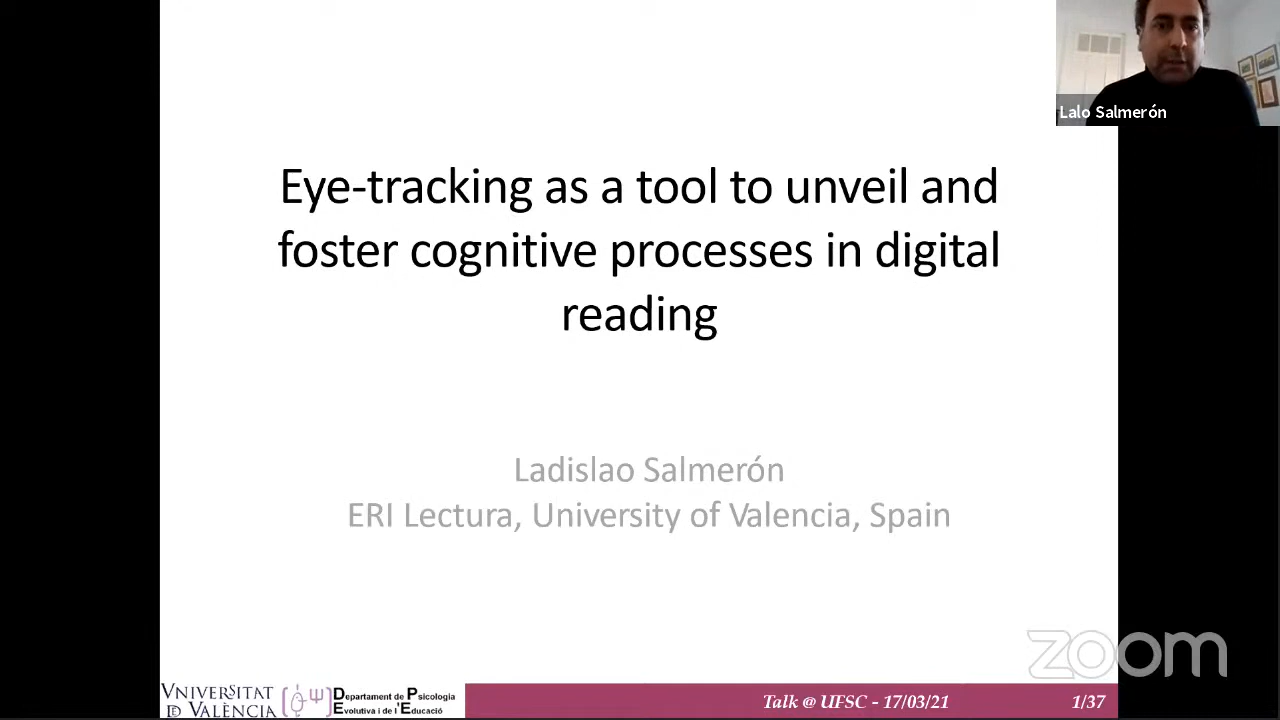 Lalo Salmerón
Eye-tracking as a tool to unveil and
foster cognitive processes in digital
reading
Ladislao Salmerón
ERI Lectura, University of Valencia, Spain
zoom
VNIVERSITAT
DE VALÈNCIA
Departament de Psicologia
Evolutiva i de l'Educació
Talk @ UFSC - 17/03/21
1/37